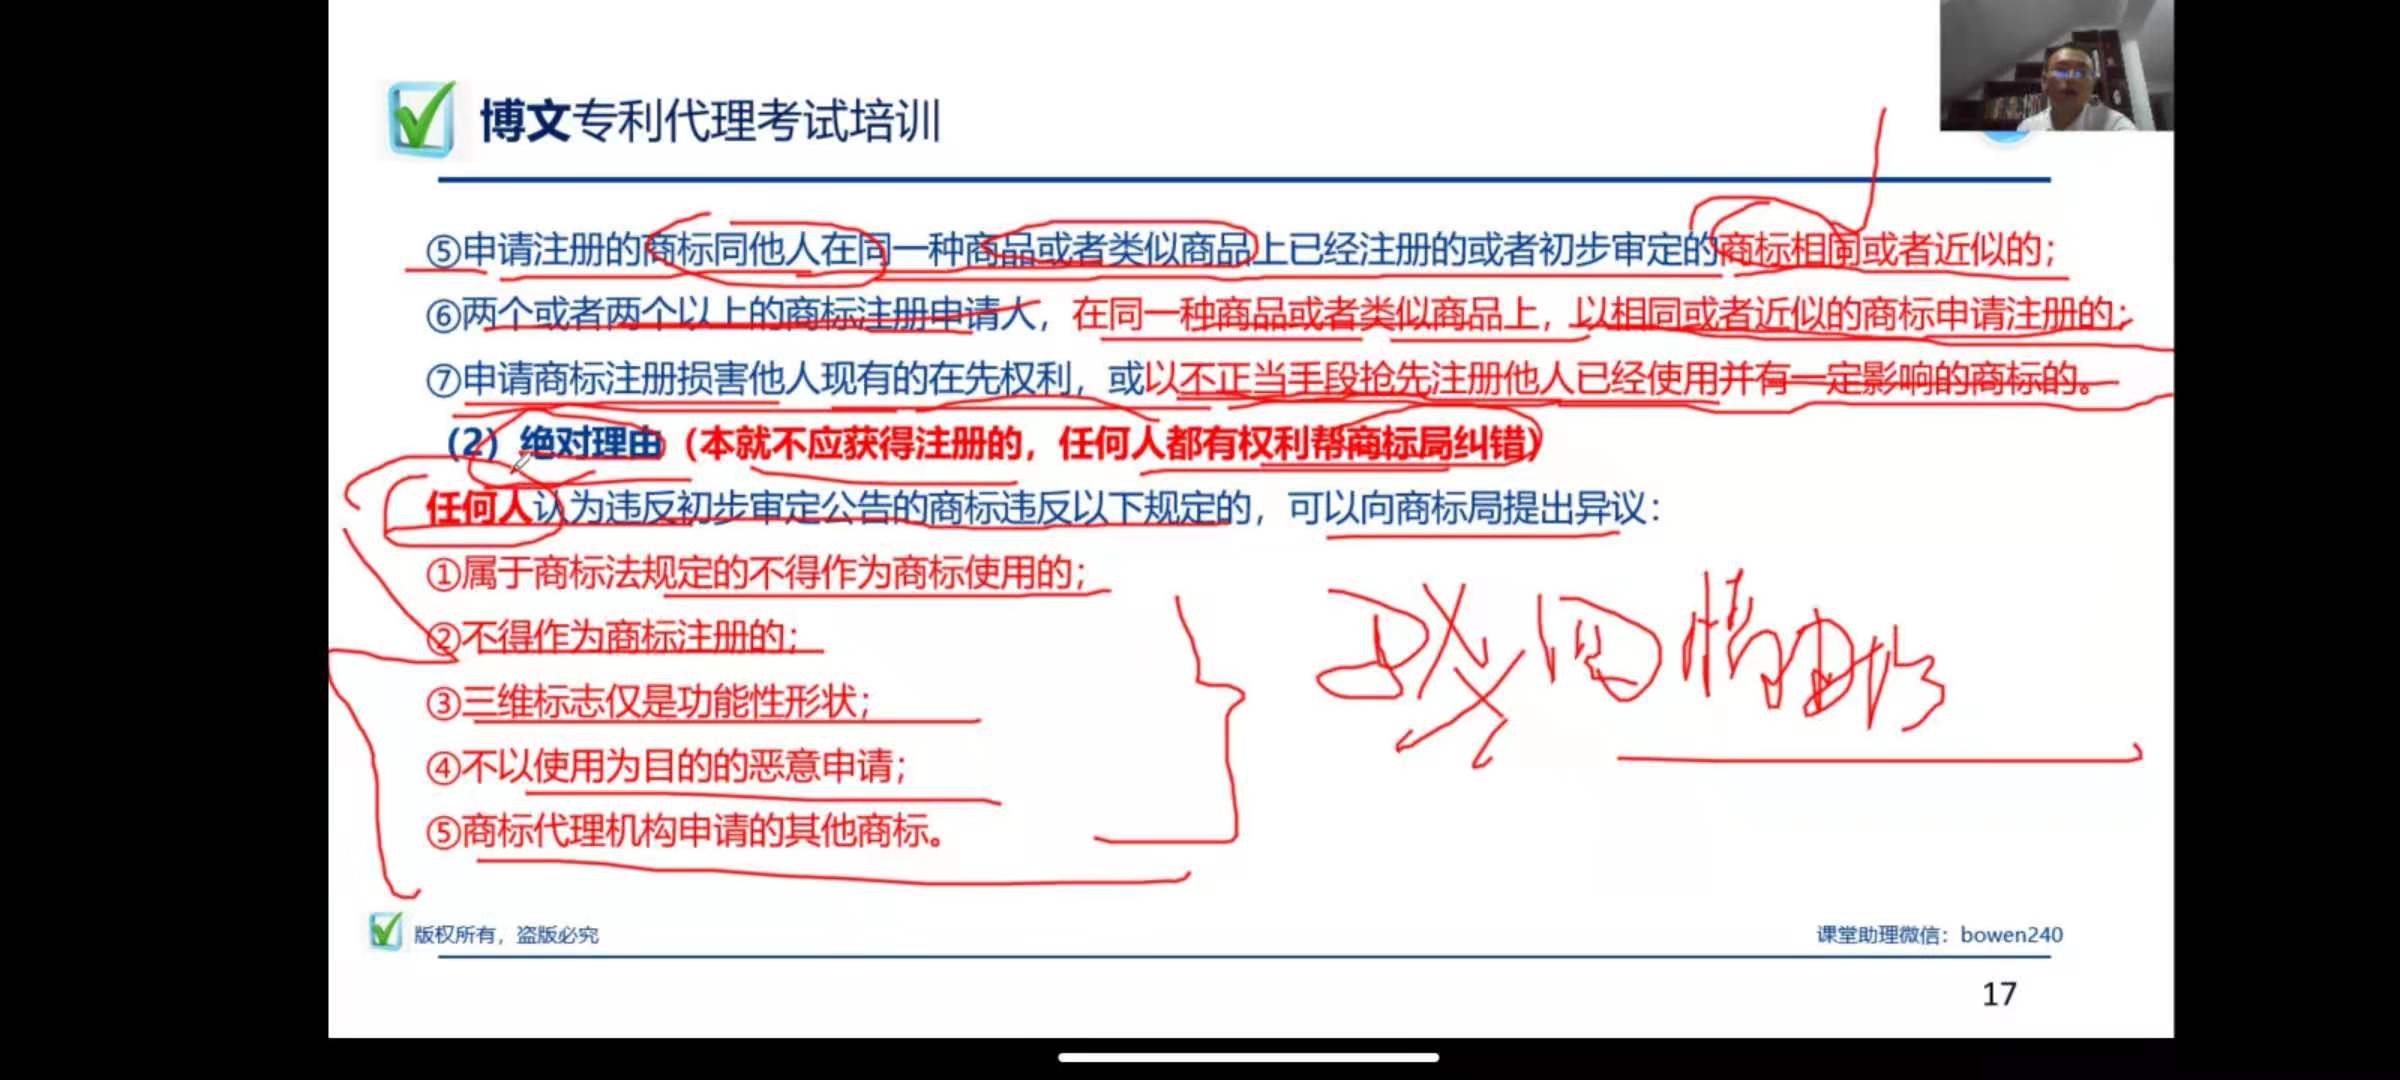 博文专利代理考试培训
⑤申请注册的商标同他人在同一种商品或者类似商品上已经注册的或者初步审定的商标相同或者近似的；
⑥两个或者两个以上的商标注册申请人，在同一种商品或者类似商品上，以相同或者近似的商标申请注册的；
⑦申请商标注册损害他人现有的在先权利，或以不正当手段抢先注册他人已经使用并有一定影响的商标的。
（2）绝对理由（本就不应获得注册的，任何人都有权利帮商标局纠错）
任何人认为违反初步审定公告的商标违反以下规定的，可以向商标局提出异议：
①属于商标法规定的不得作为商标使用的；
②不得作为商标注册的；
③三维标志仅是功能性形状；
④不以使用为目的的恶意申请；
⑤商标代理机构申请的其他商标。
版权所有，盗版必究
课堂助理微信：bowen240
17